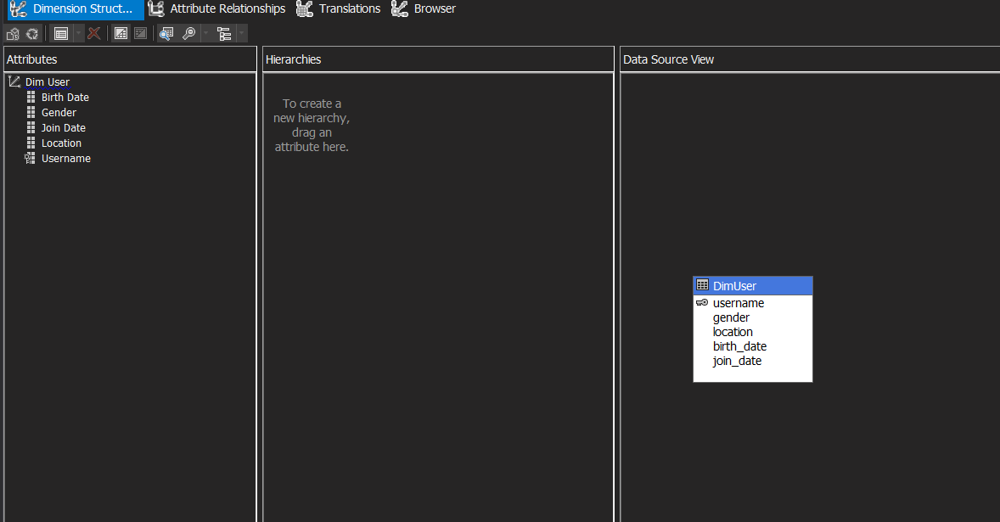 Dimension Struct... Attribute Relationships Translations Browser
Attributes
Dim User
Birth Date
Gender
Join Date
Location
Username
Hierarchies
To create a
new hierarchy,
drag an
attribute here.
Data Source View
DimUser
username
gender
location
birth_date
join_date